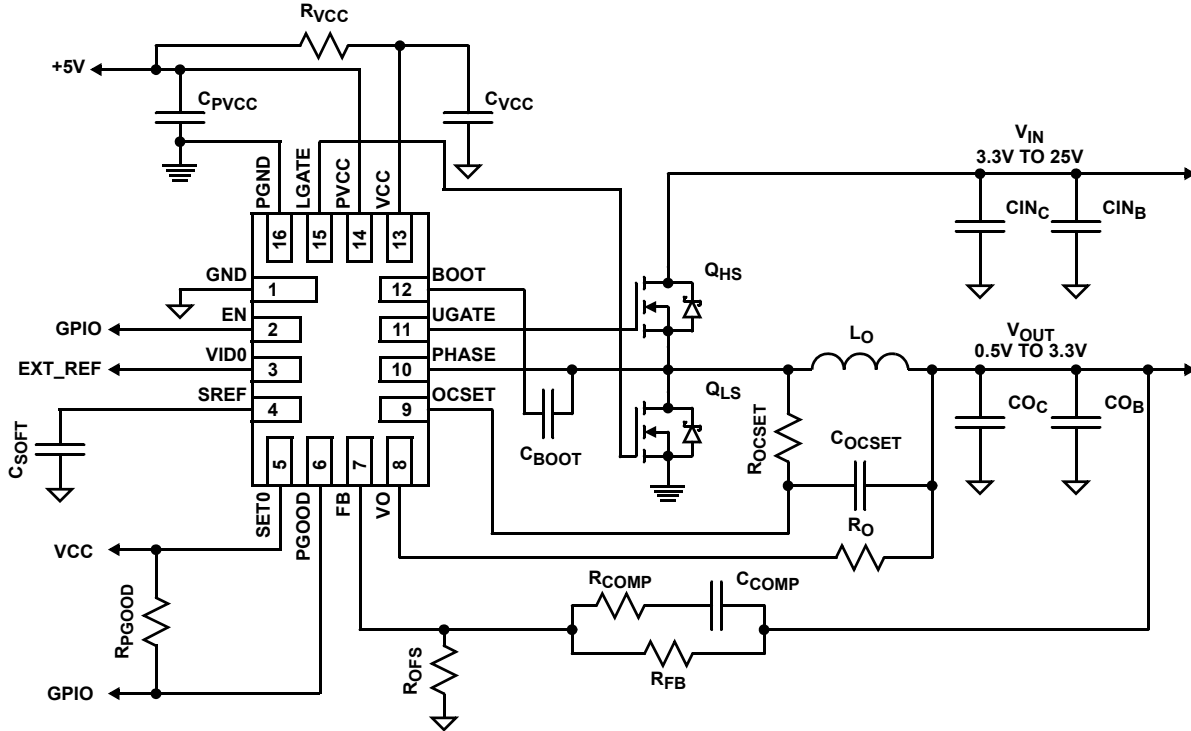 RVCC
+5V
CPVCC
CVCC
PGND
LGATE
PVCC
VCC
16
15
14
13
VIN
3.3V TO 25V
CINC
CINB
GND
1
12
BOOT
QHS
EN
GPIO
2
11
UGATE
VID0
EXT_REF
3
10
PHASE
LO
VOUT
0.5V TO 3.3V
SREF
4
9
OCSET
QLS
CSOFT
CBOOT
ROCSET
COCSET
COC
COB
5
6
7
8
SET0
PGOOD
FB
VO
RO
VCC
RPGOOD
GPIO
RCOMP
CCOMP
ROFS
RFB